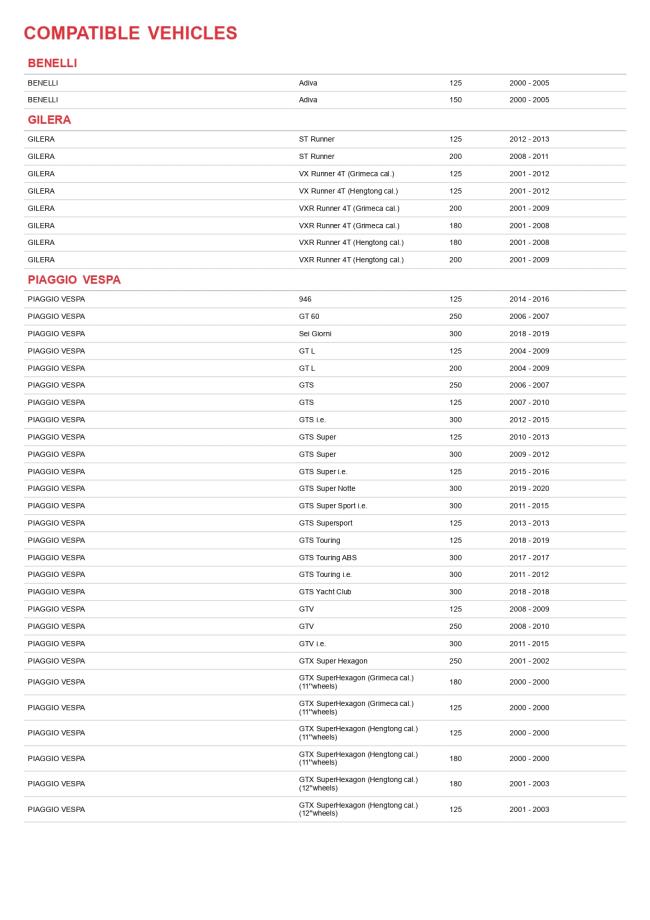 COMPATIBLE VEHICLES
BENELLI
BENELLI Adiva 125 2000 - 2005
BENELLI Adiva 150 2000 - 2005
GILERA
GILERA ST Runner 125 2012 - 2013
GILERA ST Runner 200 2008 - 2011
GILERA VX Runner 4T (Grimeca cal.) 125 2001 - 2012
GILERA VX Runner 4T (Hengtong cal.) 125 2001 - 2012
GILERA VXR Runner 4T (Grimeca cal.) 200 2001 - 2009
GILERA VXR Runner 4T (Grimeca cal.) 180 2001 - 2008
GILERA VXR Runner 4T (Hengtong cal.) 180 2001 - 2008
GILERA VXR Runner 4T (Hengtong cal.) 200 2001 - 2009
PIAGGIO VESPA
PIAGGIO VESPA 946 125 2014 - 2016
PIAGGIO VESPA GT 60 250 2006 - 2007
PIAGGIO VESPA Sei Giorni 300 2018 - 2019
PIAGGIO VESPA GT L 125 2004 - 2009
PIAGGIO VESPA GT L 200 2004 - 2009
PIAGGIO VESPA GTS 250 2006 - 2007
PIAGGIO VESPA GTS 125 2007 - 2010
PIAGGIO VESPA GTS i.e. 300 2012 - 2015
PIAGGIO VESPA GTS Super 125 2010 - 2013
PIAGGIO VESPA GTS Super 300 2009 - 2012
PIAGGIO VESPA GTS Super i.e. 125 2015 - 2016
PIAGGIO VESPA GTS Super Notte 300 2019 - 2020
PIAGGIO VESPA GTS Super Sport i.e. 300 2011 - 2015
PIAGGIO VESPA GTS Supersport 125 2013 - 2013
PIAGGIO VESPA GTS Touring 125 2018 - 2019
PIAGGIO VESPA GTS Touring ABS 300 2017 - 2017
PIAGGIO VESPA GTS Touring i.e. 300 2011 - 2012
PIAGGIO VESPA GTS Yacht Club 300 2018 - 2018
PIAGGIO VESPA GTV 125 2008 - 2009
PIAGGIO VESPA GTV 250 2008 - 2010
PIAGGIO VESPA GTV i.e. 300 2011 - 2015
PIAGGIO VESPA GTX Super Hexagon 250 2001 - 2002
PIAGGIO VESPA GTX SuperHexagon (Grimeca cal.) 180 2000 - 2000
(11"wheels)
PIAGGIO VESPA GTX SuperHexagon (Grimeca cal.) 125 2000 - 2000
(11"wheels)
PIAGGIO VESPA GTX SuperHexagon (Hengtong cal.) 125 2000 - 2000
(11"wheels)
PIAGGIO VESPA GTX SuperHexagon (Hengtong cal.) 180 2000 - 2000
(11"wheels)
PIAGGIO VESPA GTX SuperHexagon (Hengtong cal.) 180 2001 - 2003
(12"wheels)
PIAGGIO VESPA GTX SuperHexagon (Hengtong cal.) 125 2001 - 2003
(12"wheels)